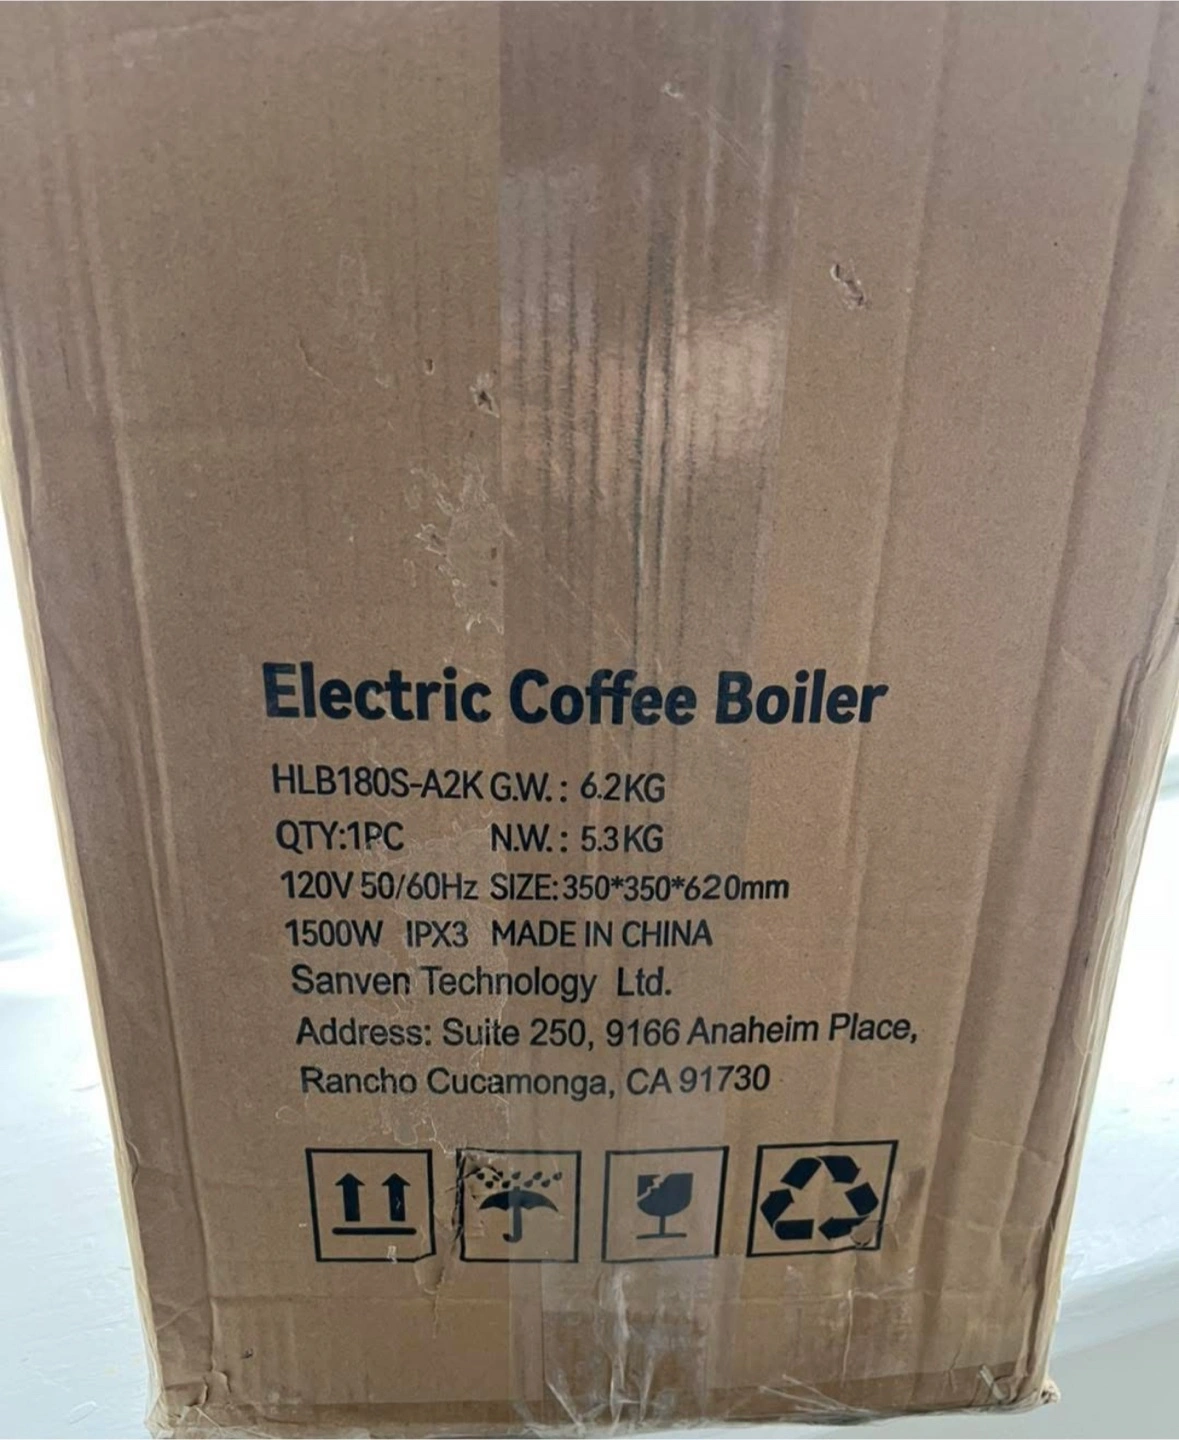 Electric Coffee Boiler
HLB180S-A2K G.W.: 6.2KG
QTY:1PC N.W.: 5.3KG
120V 50/60Hz SIZE:350*350*620mm
1500W IPX3 MADE IN CHINA
Sanven Technology Ltd.
Address: Suite 250, 9166 Anaheim Place,
Rancho Cucamonga, CA 91730